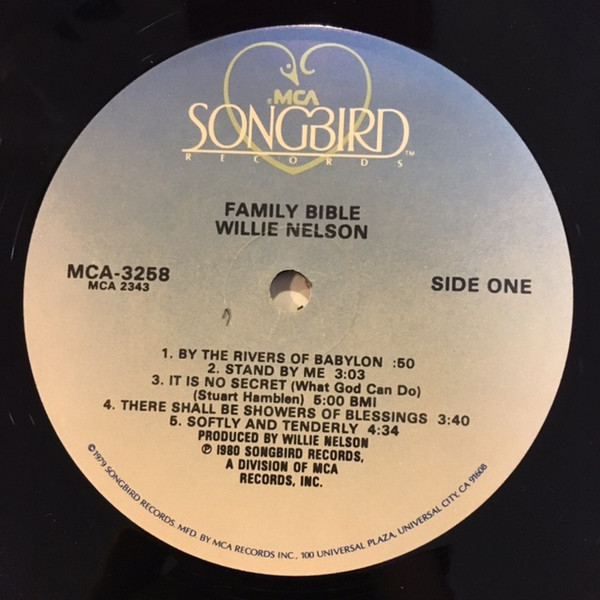 MCA
SONGBIRD™
RECORDS
FAMILY BIBLE
WILLIE NELSON
MCA-3258
MCA 2343
SIDE ONE
1. BY THE RIVERS OF BABYLON :50
2. STAND BY ME 3:03
3. IT IS NO SECRET (What God Can Do)
(Stuart Hamblen) 5:00 BMI
4. THERE SHALL BE SHOWERS OF BLESSINGS 3:40
5. SOFTLY AND TENDERLY 4:34
PRODUCED BY WILLIE NELSON
℗ 1980 SONGBIRD RECORDS,
A DIVISION OF MCA
RECORDS, INC.
©1979 SONGBIRD RECORDS. MFD. BY MCA RECORDS INC., 100 UNIVERSAL PLAZA, UNIVERSAL CITY, CA 91608